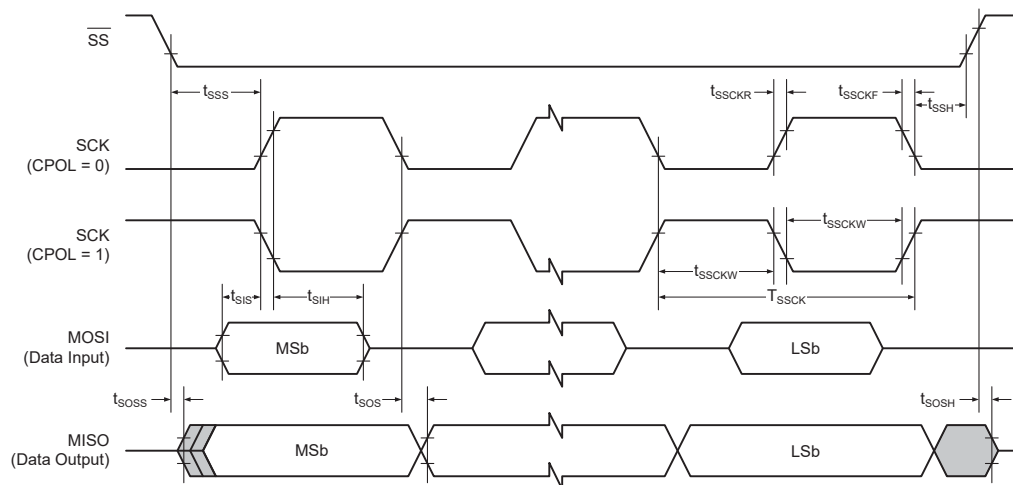 SS
tSSS
tSSCKR
tSSCKF
tSSH
SCK
(CPOL = 0)
SCK
(CPOL = 1)
tSSCKW
tSSCKW
TSSCK
tSIS
tSIH
MOSI
(Data Input)
MSb
LSb
tSOSS
tSOS
tSOSH
MISO
(Data Output)
MSb
LSb